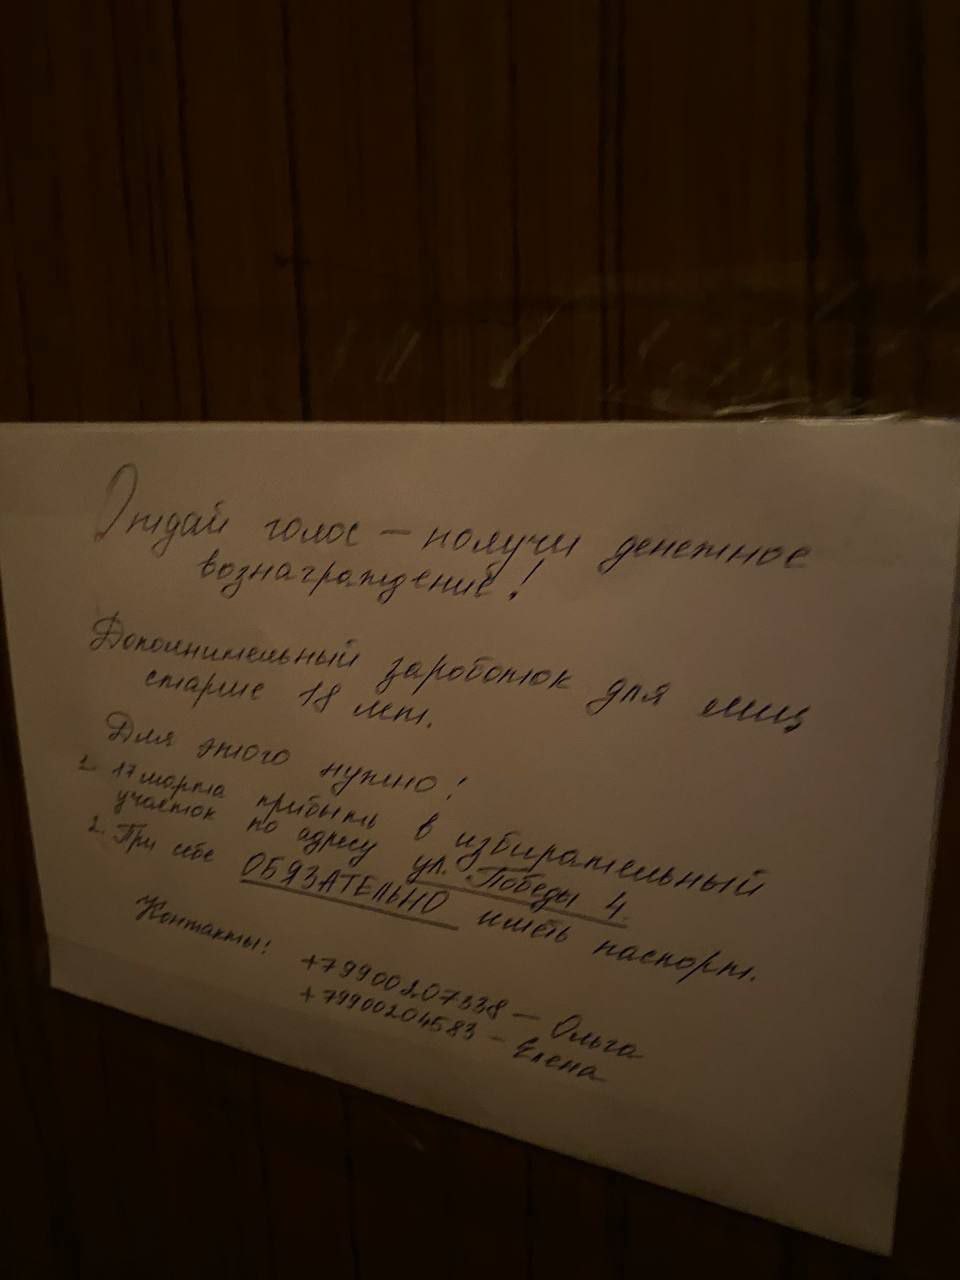 Отдай голос – получи денежное
вознаграждение!
Дополнительный заработок для лиц
старше 18 лет.
Для этого нужно:
1. 17 марта прибыть в избирательный
участок по адресу ул. Победы 4.
2. При себе ОБЯЗАТЕЛЬНО иметь паспорт.
Контакты:
+79900207338 – Ольга
+79900204583 – Елена